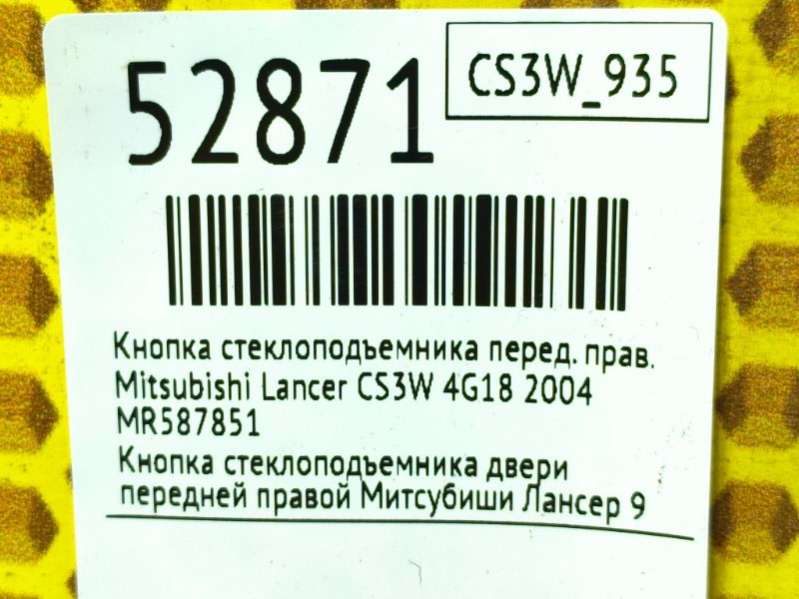 52871
CS3W_935
Кнопка стеклоподъемника перед. прав.
Mitsubishi Lancer CS3W 4G18 2004
MR587851
Кнопка стеклоподъемника двери
передней правой Митсубиши Лансер 9